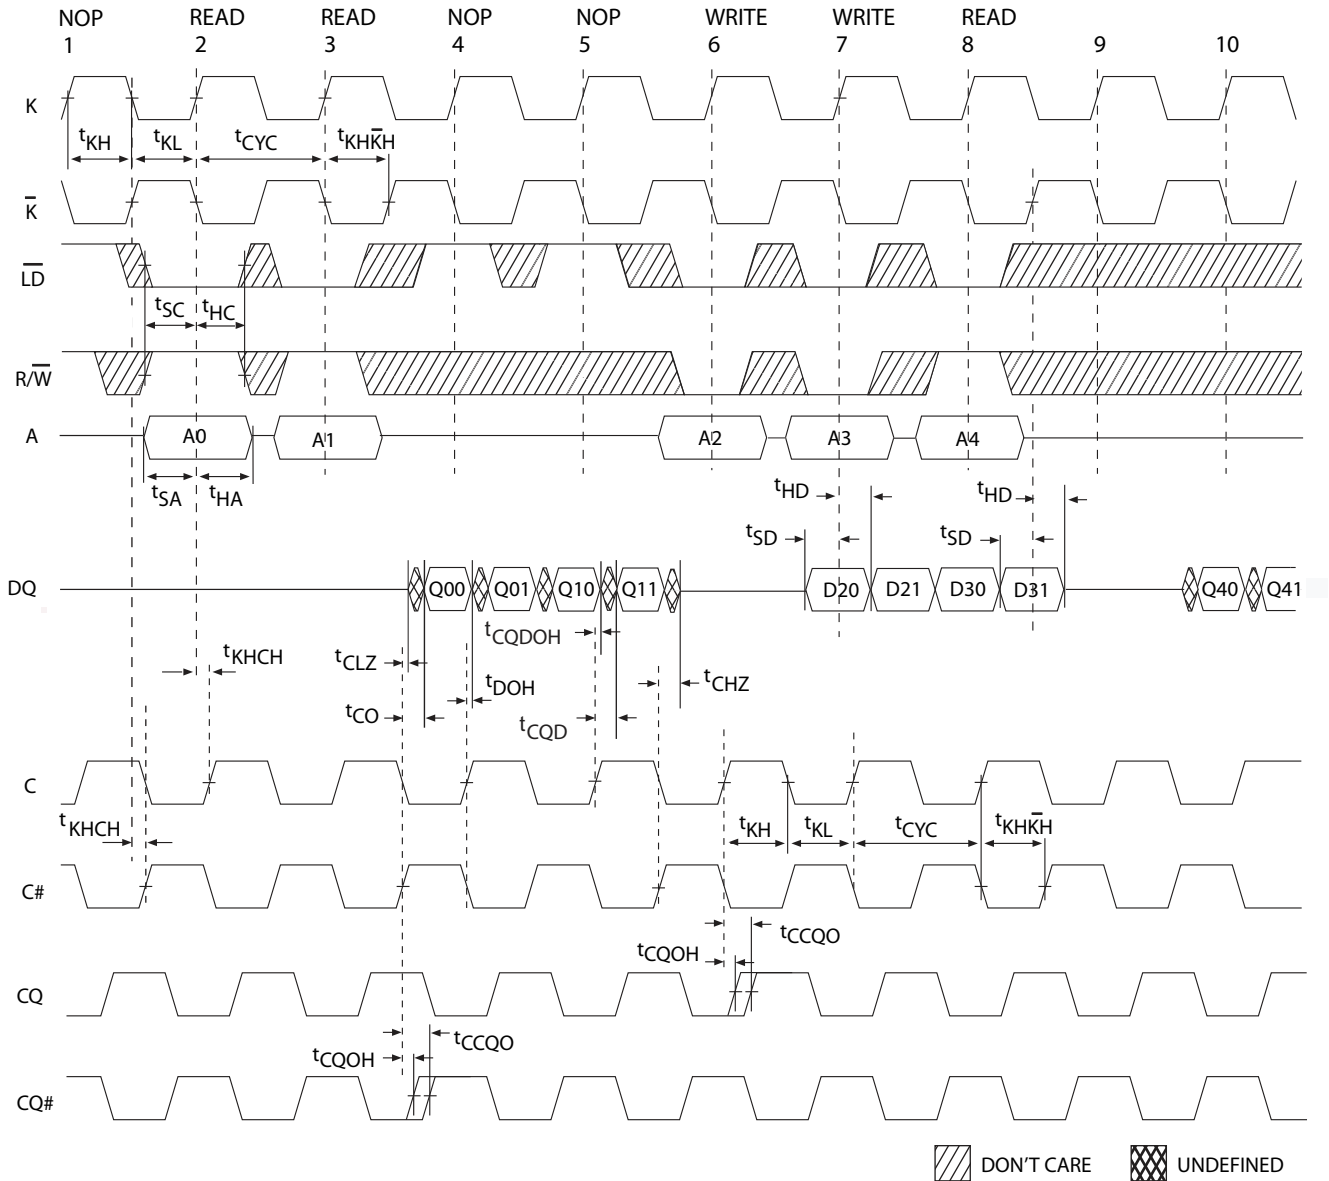 NOP READ READ NOP NOP WRITE WRITE READ
1 2 3 4 5 6 7 8 9 10
K
tKH tKL tCYC tKHK̅H
K̅
L̅D̅
tSC tHC
R/W̅
A A0 A1 A2 A3 A4
tSA tHA tHD tHD
tSD tSD
DQ Q00 Q01 Q10 Q11 D20 D21 D30 D31 Q40 Q41
tCQDOH
tKHCH tCLZ tDOH tCHZ
tCO tCQD
C
tKHCH tKH tKL tCYC tKHK̅H
C#
tCCQO
tCQOH
CQ
tCCQO
tCQOH
CQ#
DON'T CARE UNDEFINED